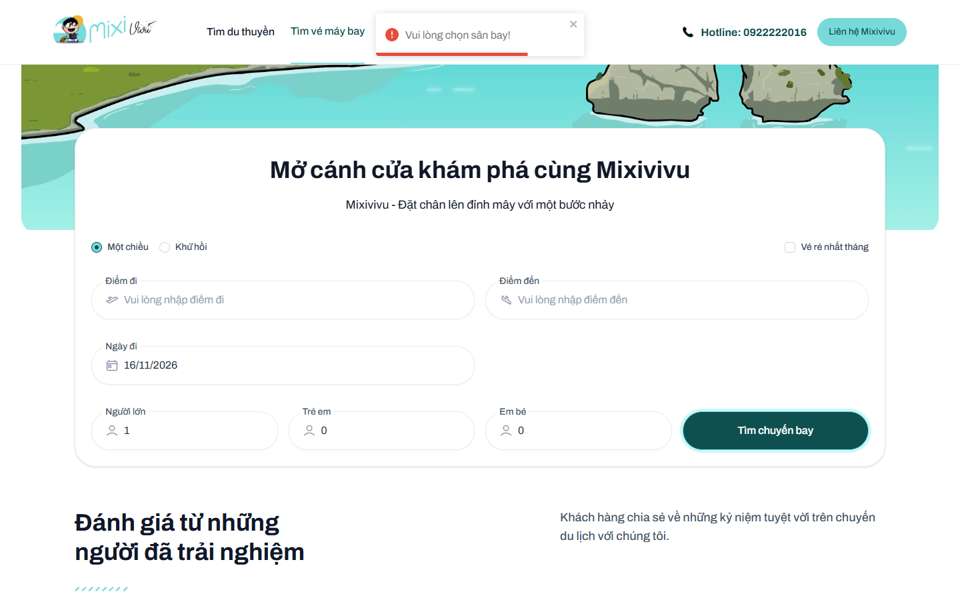 mixi Vivu
Tìm du thuyền
Tìm vé máy bay
Vui lòng chọn sân bay!
Hotline: 0922222016
Liên hệ Mixivivu
Mở cánh cửa khám phá cùng Mixivivu
Mixivivu - Đặt chân lên đỉnh mây với một bước nhảy
Một chiều
Khứ hồi
Vé rẻ nhất tháng
Điểm đi
Vui lòng nhập điểm đi
Điểm đến
Vui lòng nhập điểm đến
Ngày đi
16/11/2026
Người lớn
1
Trẻ em
0
Em bé
0
Tìm chuyến bay
Đánh giá từ những
người đã trải nghiệm
Khách hàng chia sẻ về những kỷ niệm tuyệt vời trên chuyến
du lịch với chúng tôi.